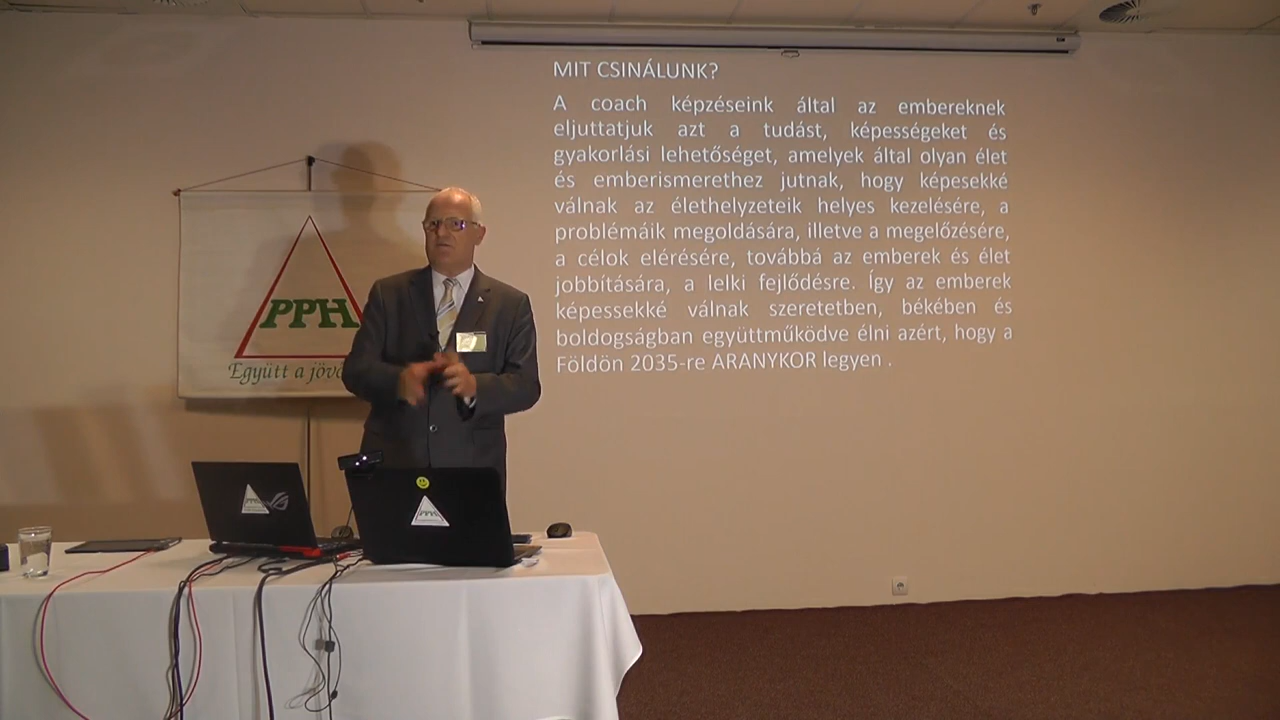 MIT CSINÁLUNK?
A coach képzéseink által az embereknek
eljuttatjuk azt a tudást, képességeket és
gyakorlási lehetőséget, amelyek által olyan élet
és emberismerethez jutnak, hogy képesekké
válnak az élethelyzeteik helyes kezelésére, a
problémáik megoldására, illetve a megelőzésére,
a célok elérésére, továbbá az emberek és élet
jobbítására, a lelki fejlődésre. Így az emberek
képessekké válnak szeretetben, békében és
boldogságban együttműködve élni azért, hogy a
Földön 2035-re ARANYKOR legyen .
PPH
Együtt a
PPH